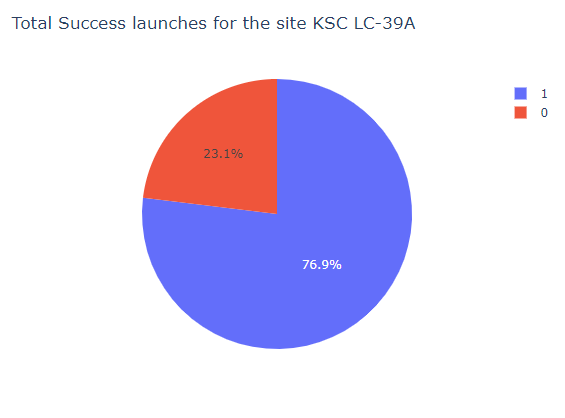 Total Success launches for the site KSC LC-39A
1
0
23.1%
76.9%